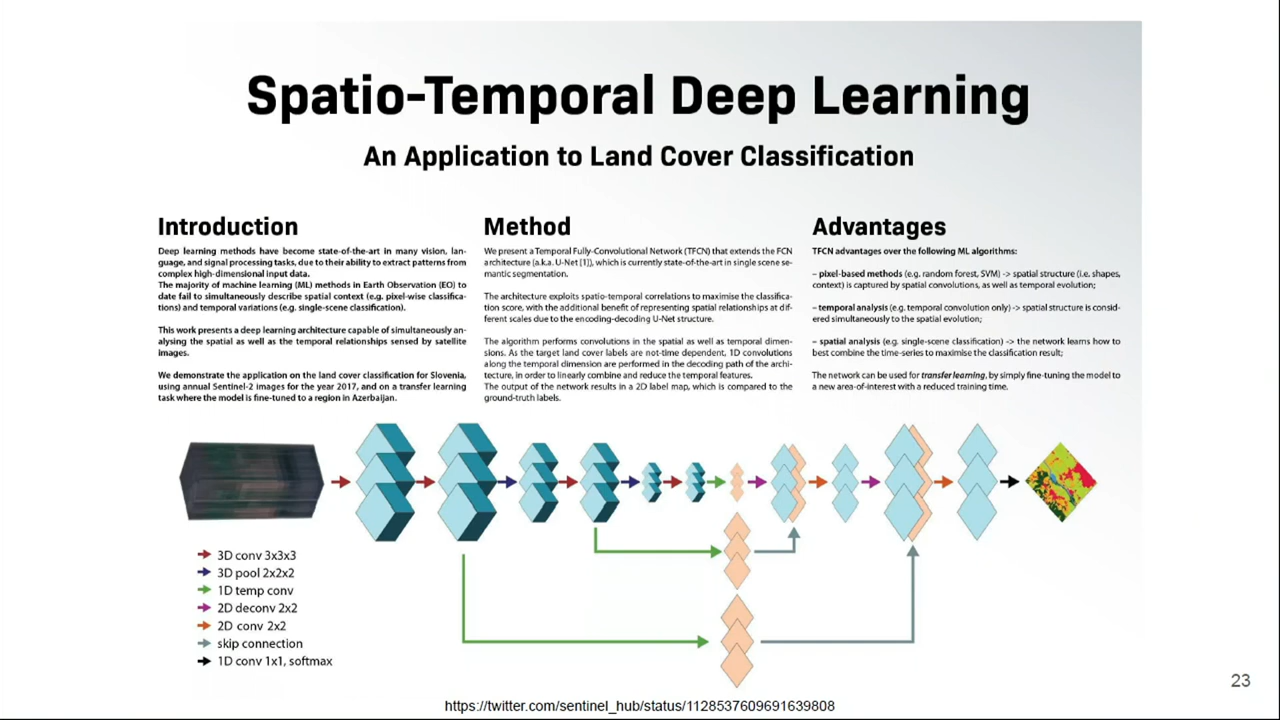 Spatio-Temporal Deep Learning
An Application to Land Cover Classification
Introduction
Deep learning methods have become state-of-the-art in many vision, lan-
guage, and signal processing tasks, due to their ability to extract patterns from
complex high-dimensional input data.
The majority of machine learning (ML) methods in Earth Observation (EO) to
date fail to simultaneously describe spatial context (e.g. pixel-wise classifica-
tions) and temporal variations (e.g. single-scene classification).
This work presents a deep learning architecture capable of simultaneously an-
alysing the spatial as well as the temporal relationships sensed by satellite
images.
We demonstrate the application on the land cover classification for Slovenia,
using annual Sentinel-2 images for the year 2017, and on a transfer learning
task where the model is fine-tuned to a region in Azerbaijan.
Method
We present a Temporal Fully-Convolutional Network (TFCN) that extends the FCN
architecture (a.k.a. U-Net [1]), which is currently state-of-the-art in single scene se-
mantic segmentation.
The architecture exploits spatio-temporal correlations to maximise the classifica-
tion score, with the additional benefit of representing spatial relationships at dif-
ferent scales due to the encoding-decoding U-Net structure.
The algorithm performs convolutions in the spatial as well as temporal dimen-
sions. As the target land cover labels are not-time dependent, 1D convolutions
along the temporal dimension are performed in the decoding path of the archi-
tecture, in order to linearly combine and reduce the temporal features.
The output of the network results in a 2D label map, which is compared to the
ground-truth labels.
Advantages
TFCN advantages over the following ML algorithms:
– pixel-based methods (e.g. random forest, SVM) -> spatial structure (i.e. shapes,
context) is captured by spatial convolutions, as well as temporal evolution;
– temporal analysis (e.g. temporal convolution only) -> spatial structure is consid-
ered simultaneously to the spatial evolution;
– spatial analysis (e.g. single-scene classification) -> the network learns how to
best combine the time-series to maximise the classification result;
The network can be used for transfer learning, by simply fine-tuning the model to
a new area-of-interest with a reduced training time.
3D conv 3x3x3
3D pool 2x2x2
1D temp conv
2D deconv 2x2
2D conv 2x2
skip connection
1D conv 1x1, softmax
23
https://twitter.com/sentinel_hub/status/1128537609691639808